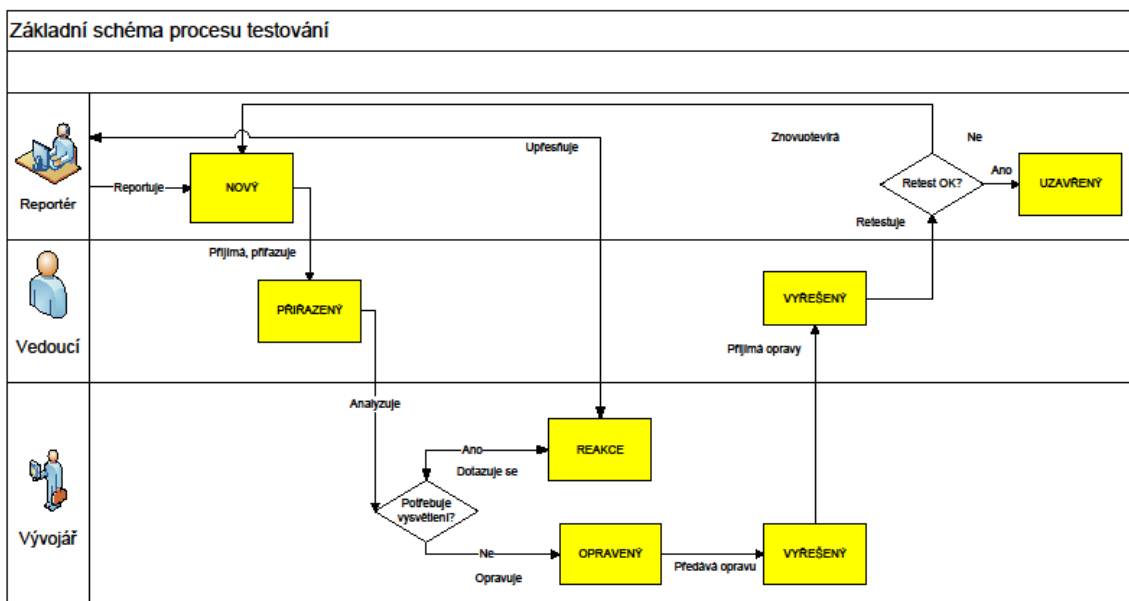 Základní schéma procesu testování
Znovuotevírá
Ne
Upřesňuje
Reportér
Reportuje
NOVÝ
Retest OK?
Ano
UZAVŘENÝ
Retestuje
Přijímá, přiřazuje
Vedoucí
PŘIŘAZENÝ
VYŘEŠENÝ
Přijímá opravy
Analyzuje
Ano
Dotazuje se
REAKCE
Potřebuje
vysvětlení?
Vývojář
Ne
Opravuje
OPRAVENÝ
Předává opravu
VYŘEŠENÝ